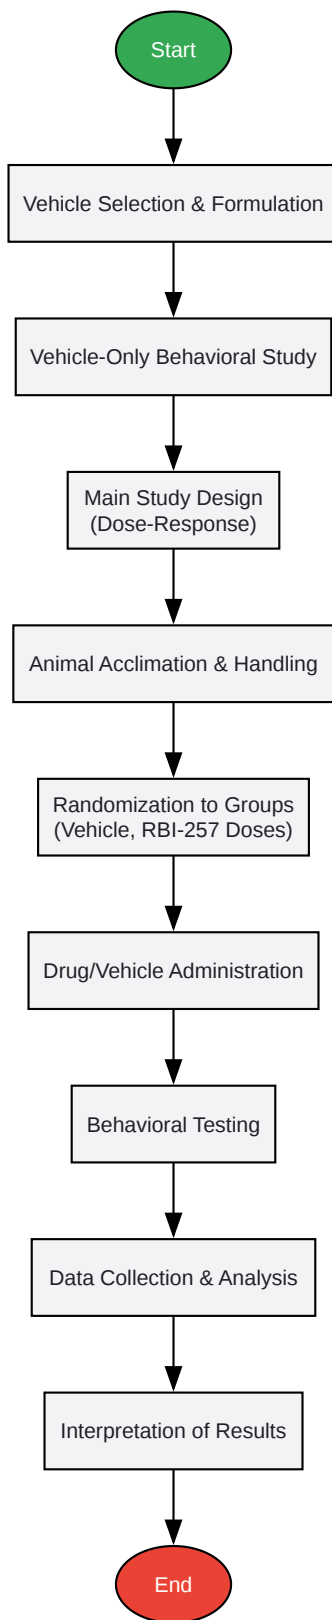 Start
Vehicle Selection & Formulation
Vehicle-Only Behavioral Study
Main Study Design
(Dose-Response)
Animal Acclimation & Handling
Randomization to Groups
(Vehicle, RBI-257 Doses)
Drug/Vehicle Administration
Behavioral Testing
Data Collection & Analysis
Interpretation of Results
End